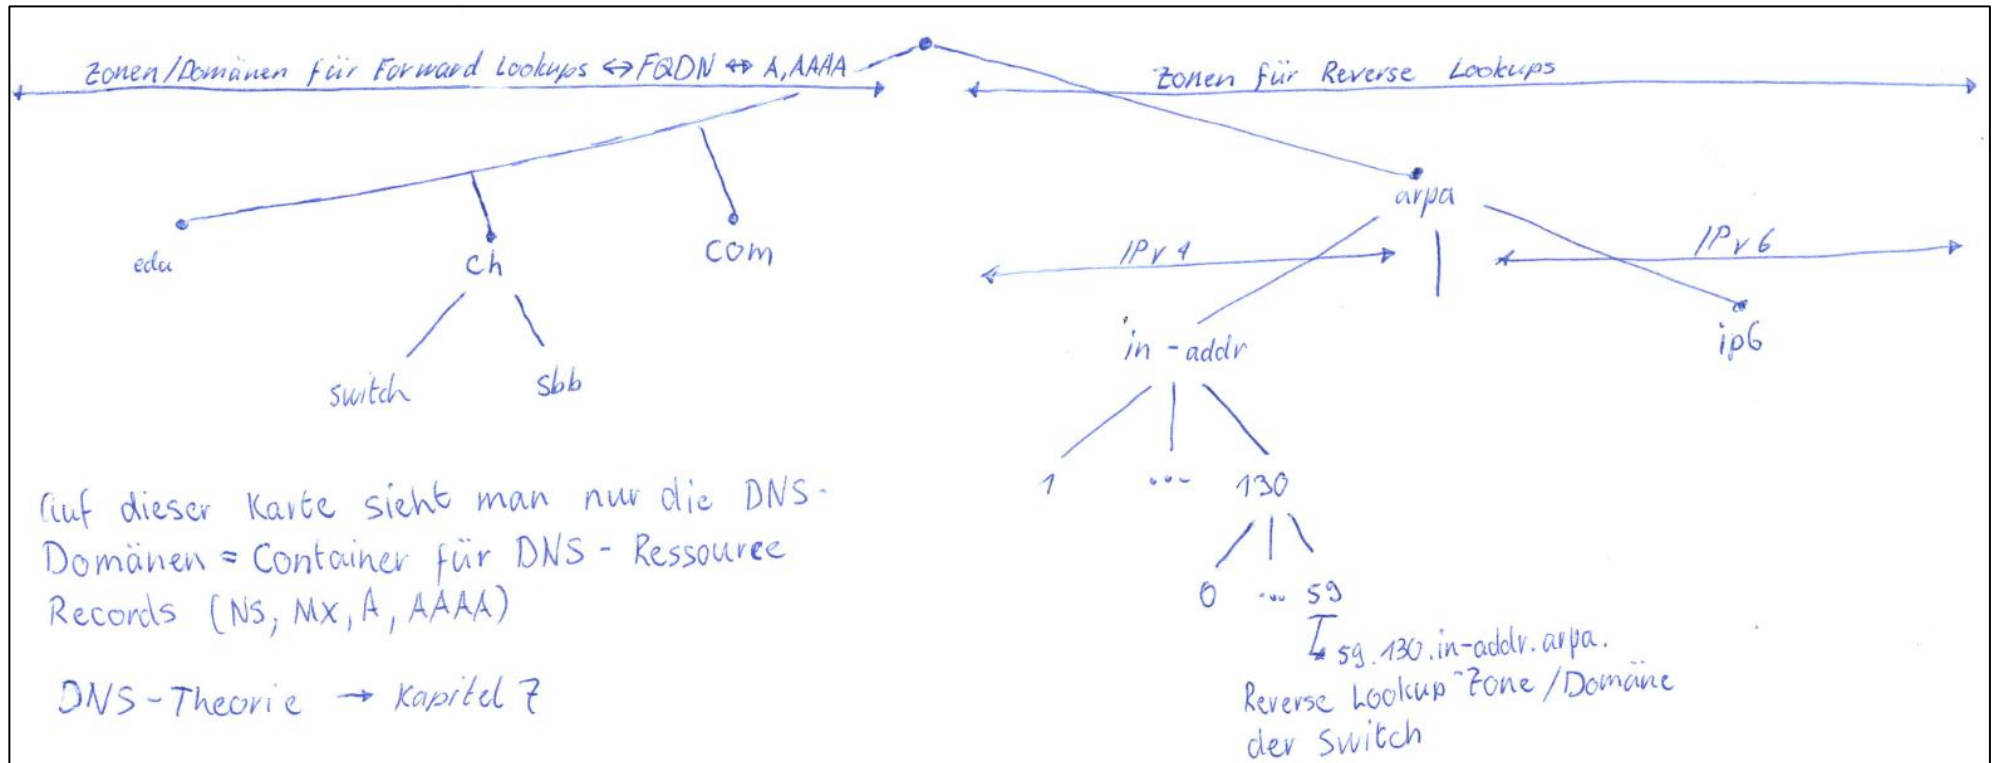 Zonen/Domänen für Forward Lookups ⇔ FQDN ⇔ A, AAAA
Zonen für Reverse Lookups
edu
ch
com
switch
sbb
arpa
IPv4
IPv6
in-addr
ip6
1 ... 130
0 ... 59
59.130.in-addr.arpa.
Reverse Lookup-Zone/Domäne
der Switch
Auf dieser Karte sieht man nur die DNS-
Domänen = Container für DNS-Ressource
Records (NS, MX, A, AAAA)
DNS-Theorie → Kapitel 7